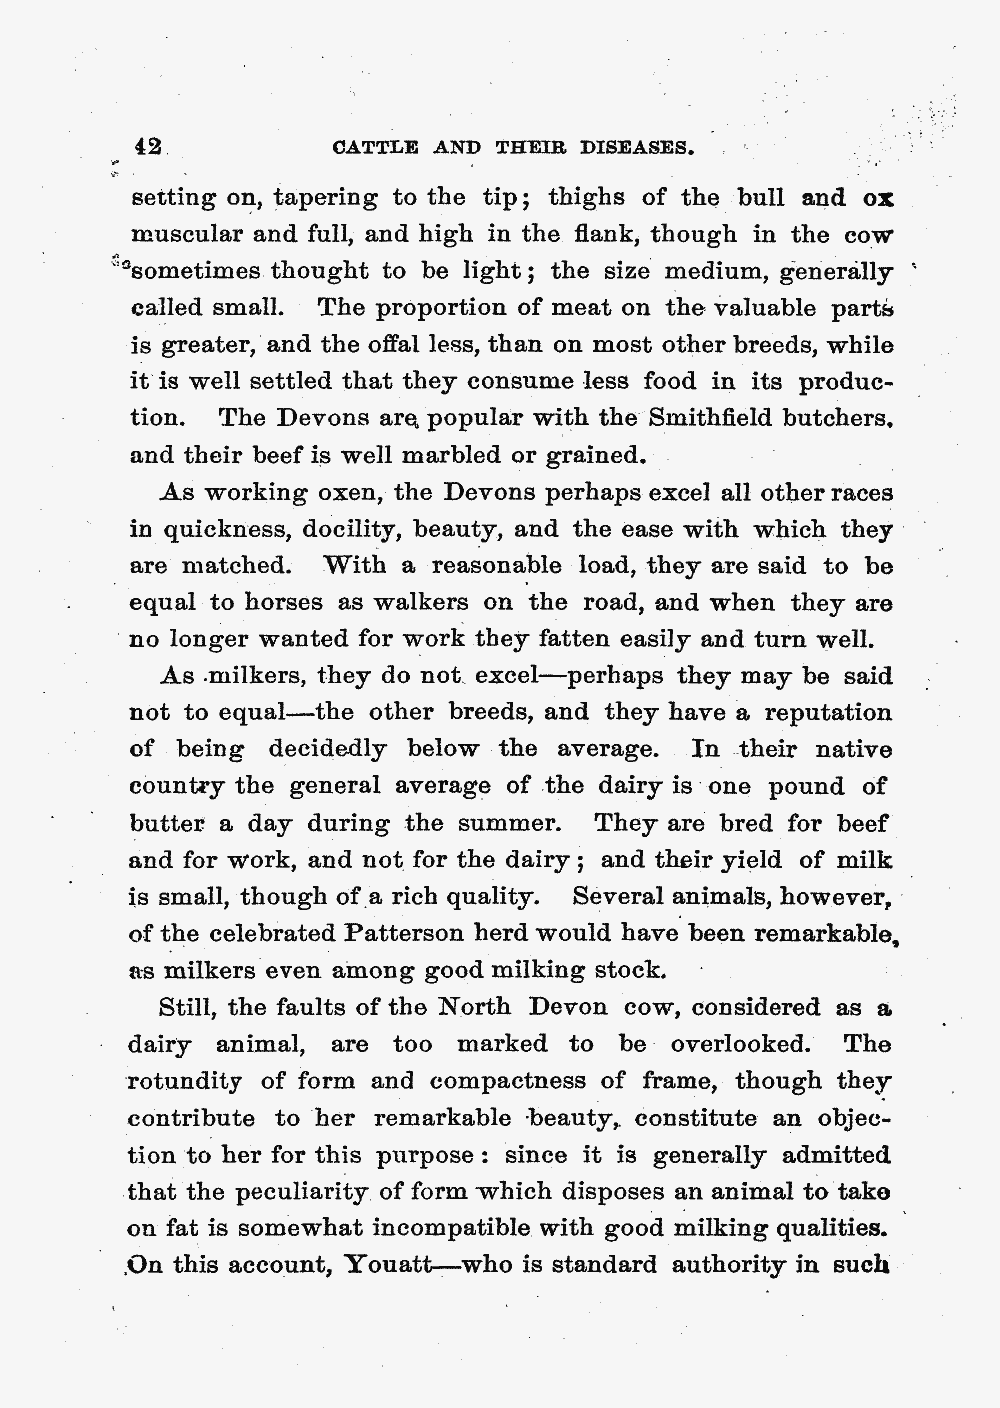 42 CATTLE AND THEIR DISEASES.
setting on, tapering to the tip; thighs of the bull and ox
muscular and full, and high in the flank, though in the cow
sometimes thought to be light; the size medium, generally
called small. The proportion of meat on the valuable parts
is greater, and the offal less, than on most other breeds, while
it is well settled that they consume less food in its produc-
tion. The Devons are popular with the Smithfield butchers,
and their beef is well marbled or grained.
As working oxen, the Devons perhaps excel all other races
in quickness, docility, beauty, and the ease with which they
are matched. With a reasonable load, they are said to be
equal to horses as walkers on the road, and when they are
no longer wanted for work they fatten easily and turn well.
As milkers, they do not excel—perhaps they may be said
not to equal—the other breeds, and they have a reputation
of being decidedly below the average. In their native
country the general average of the dairy is one pound of
butter a day during the summer. They are bred for beef
and for work, and not for the dairy; and their yield of milk
is small, though of a rich quality. Several animals, however,
of the celebrated Patterson herd would have been remarkable,
as milkers even among good milking stock.
Still, the faults of the North Devon cow, considered as a
dairy animal, are too marked to be overlooked. The
rotundity of form and compactness of frame, though they
contribute to her remarkable beauty, constitute an objec-
tion to her for this purpose: since it is generally admitted
that the peculiarity of form which disposes an animal to take
on fat is somewhat incompatible with good milking qualities.
On this account, Youatt—who is standard authority in such